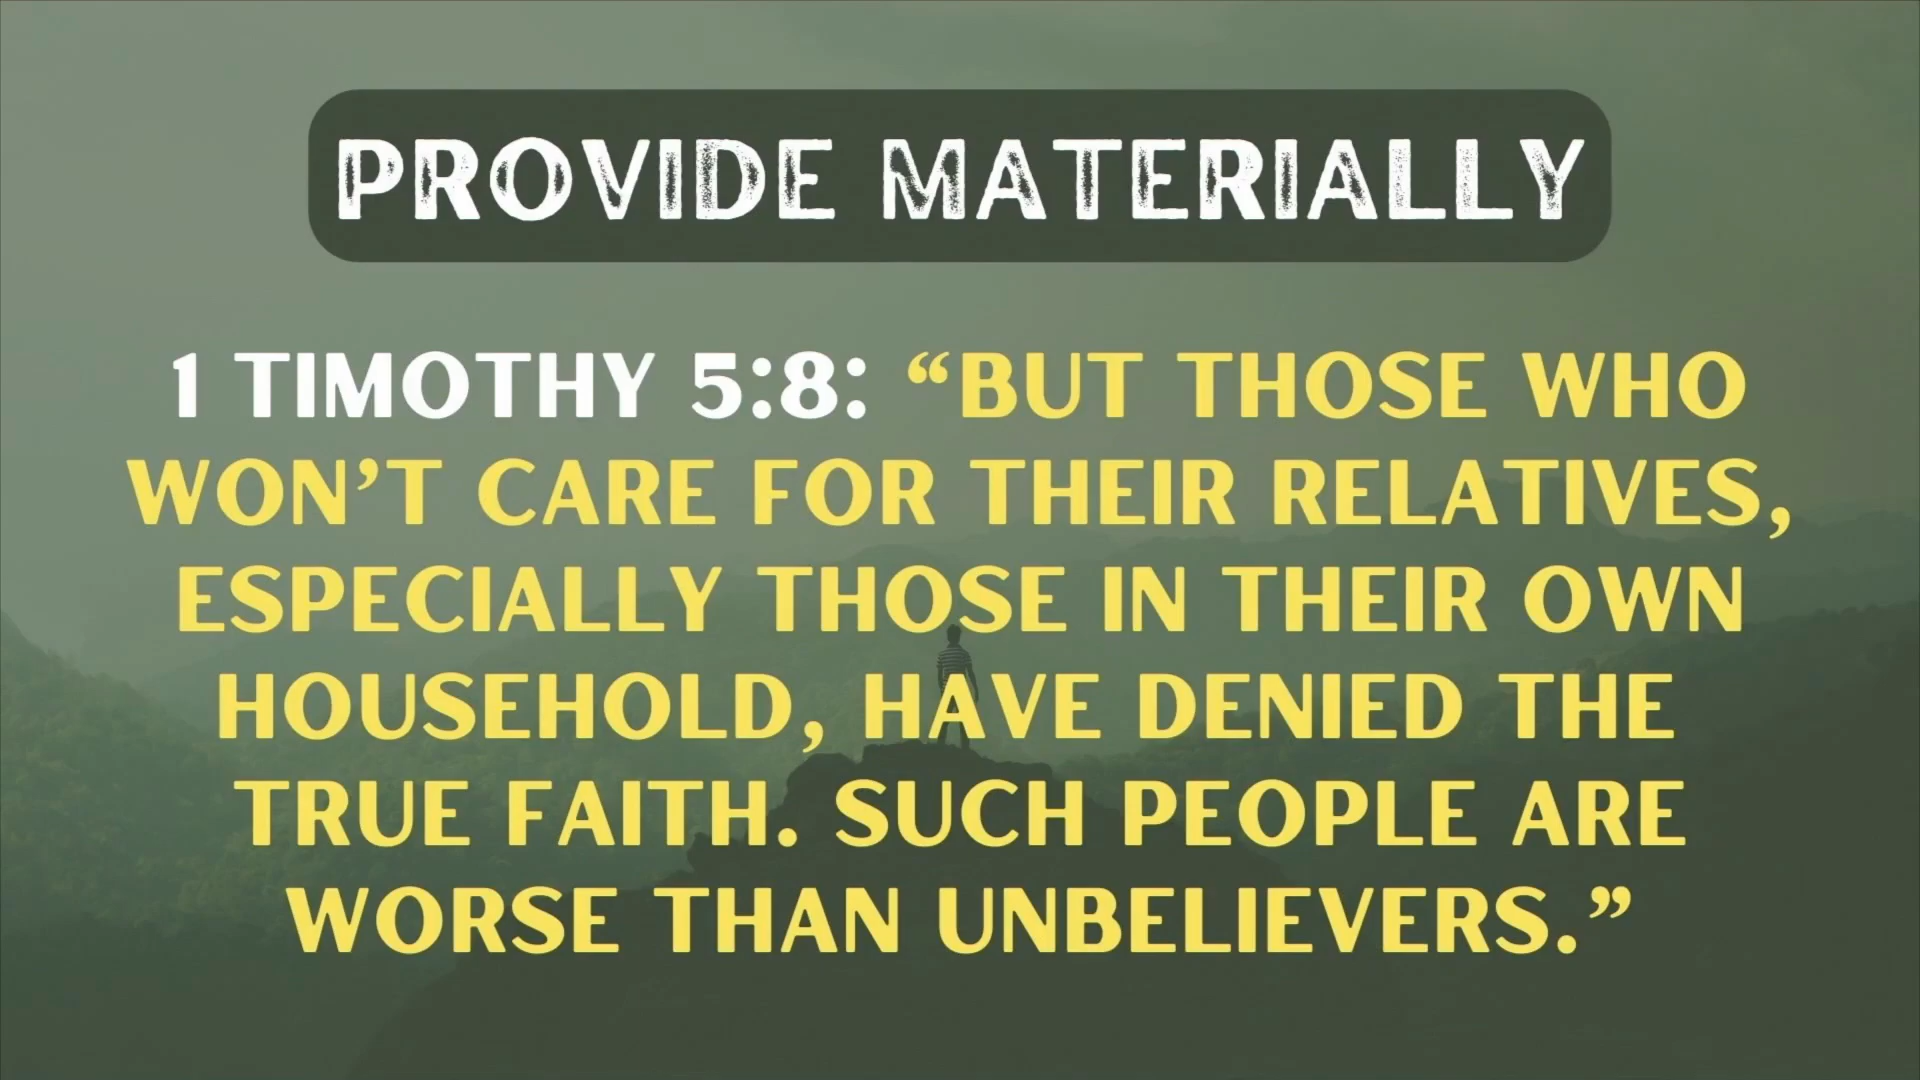 PROVIDE MATERIALLY
1 TIMOTHY 5:8: “BUT THOSE WHO
WON’T CARE FOR THEIR RELATIVES,
ESPECIALLY THOSE IN THEIR OWN
HOUSEHOLD, HAVE DENIED THE
TRUE FAITH. SUCH PEOPLE ARE
WORSE THAN UNBELIEVERS.”